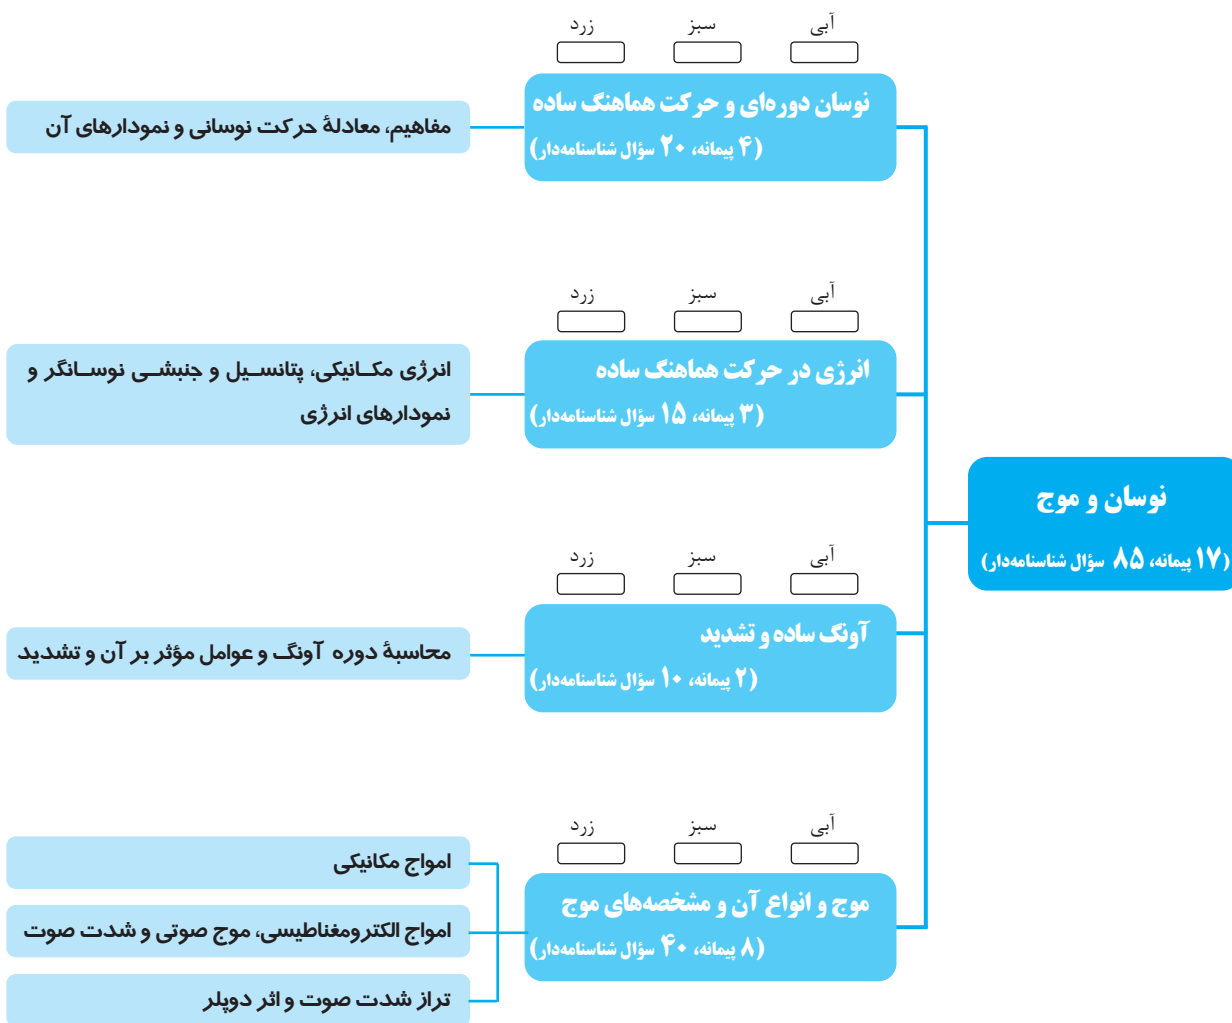 نوسان و موج
(۱۷ پیمانه، ۸۵ سؤال شناسنامه‌دار)
آبی سبز زرد
نوسان دوره‌ای و حرکت هماهنگ ساده
(۴ پیمانه، ۲۰ سؤال شناسنامه‌دار)
مفاهیم، معادلهٔ حرکت نوسانی و نمودارهای آن
آبی سبز زرد
انرژی در حرکت هماهنگ ساده
(۳ پیمانه، ۱۵ سؤال شناسنامه‌دار)
انرژی مکـانیکی، پتانسـیل و جنبشـی نوسـانگر و
نمودارهای انرژی
آبی سبز زرد
آونگ ساده و تشدید
(۲ پیمانه، ۱۰ سؤال شناسنامه‌دار)
محاسبهٔ دوره آونگ و عوامل مؤثر بر آن و تشدید
آبی سبز زرد
موج و انواع آن و مشخصه‌های موج
(۸ پیمانه، ۴۰ سؤال شناسنامه‌دار)
امواج مکانیکی
امواج الکترومغناطیسی، موج صوتی و شدت صوت
تراز شدت صوت و اثر دوپلر